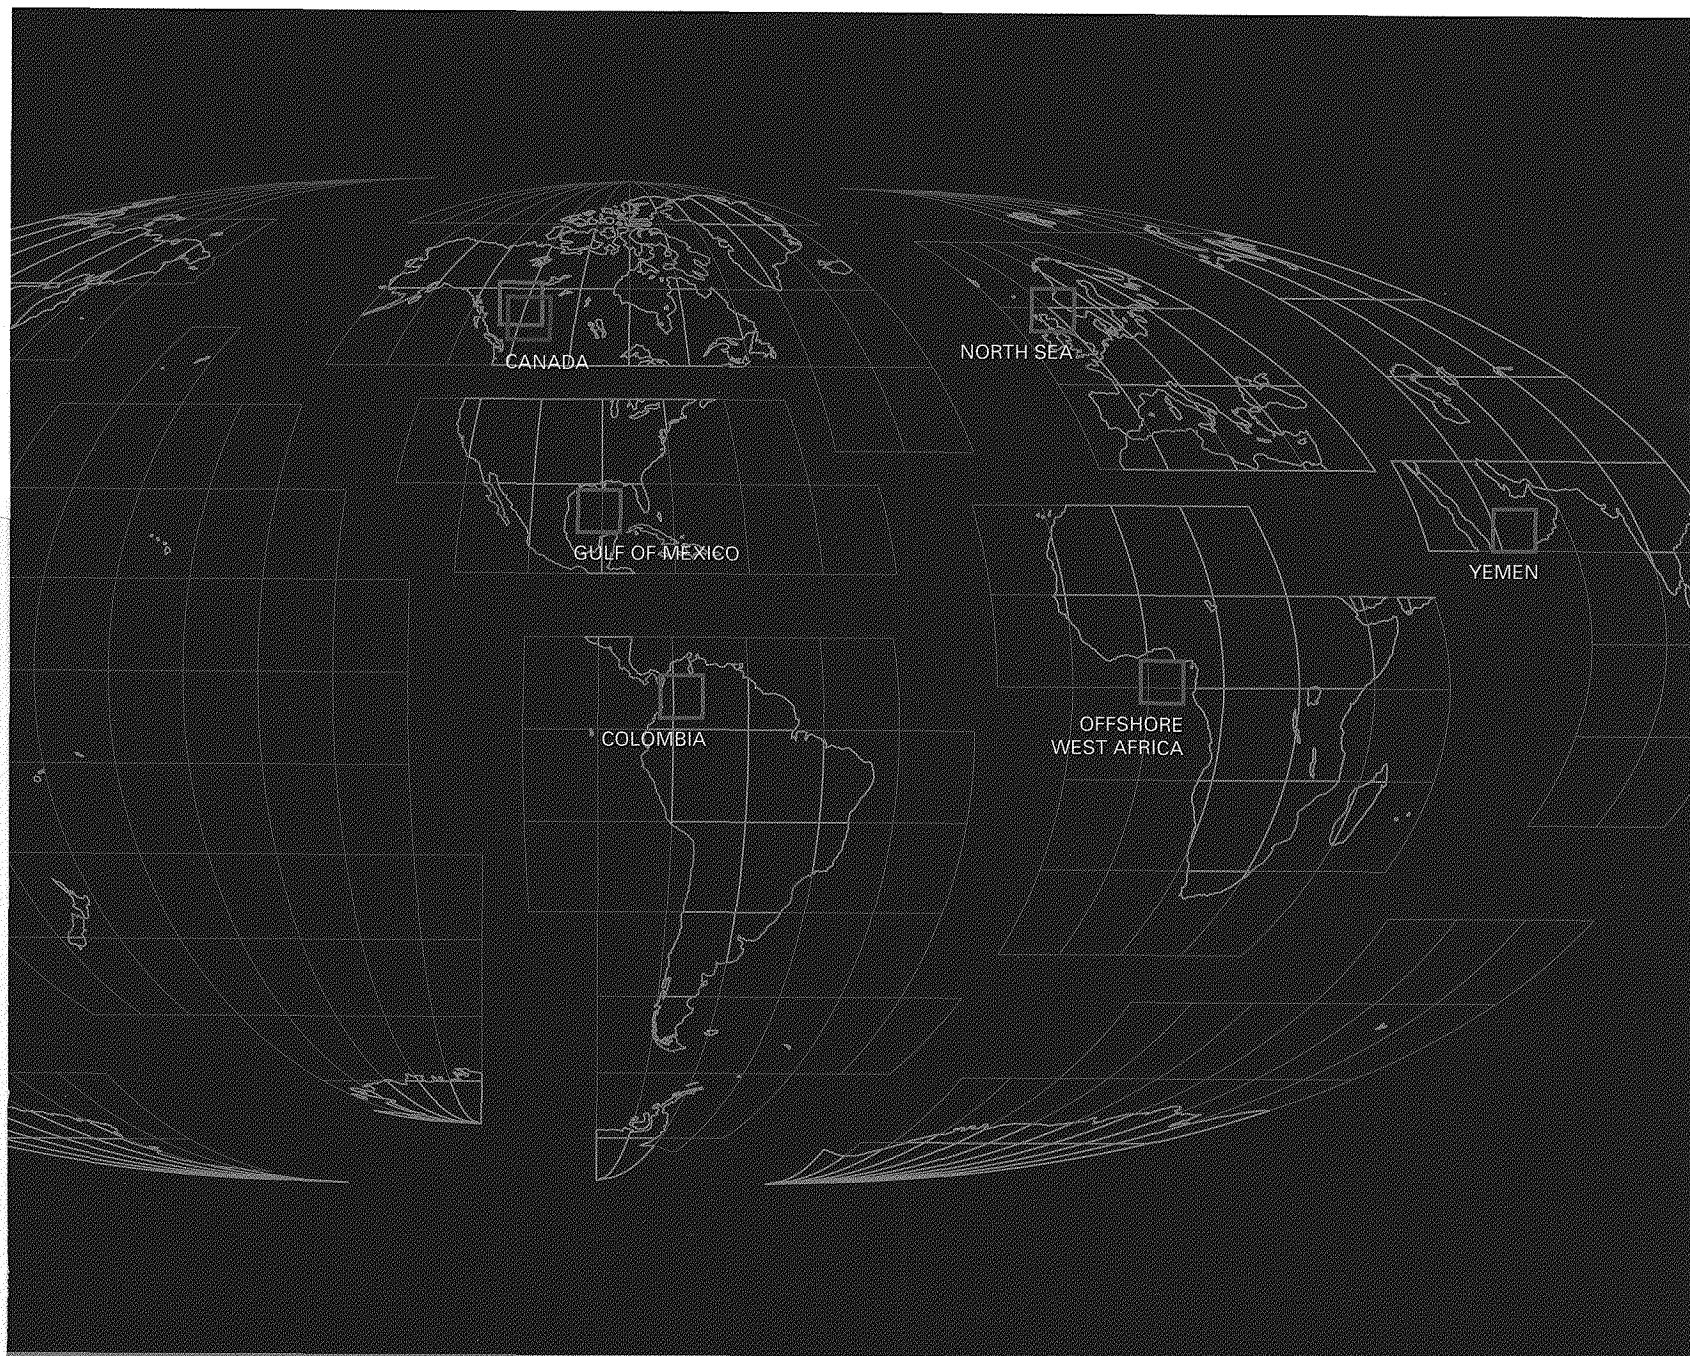 NORTH SEA
CANADA
GULF OF MEXICO
YEMEN
COLOMBIA
OFFSHORE
WEST AFRICA